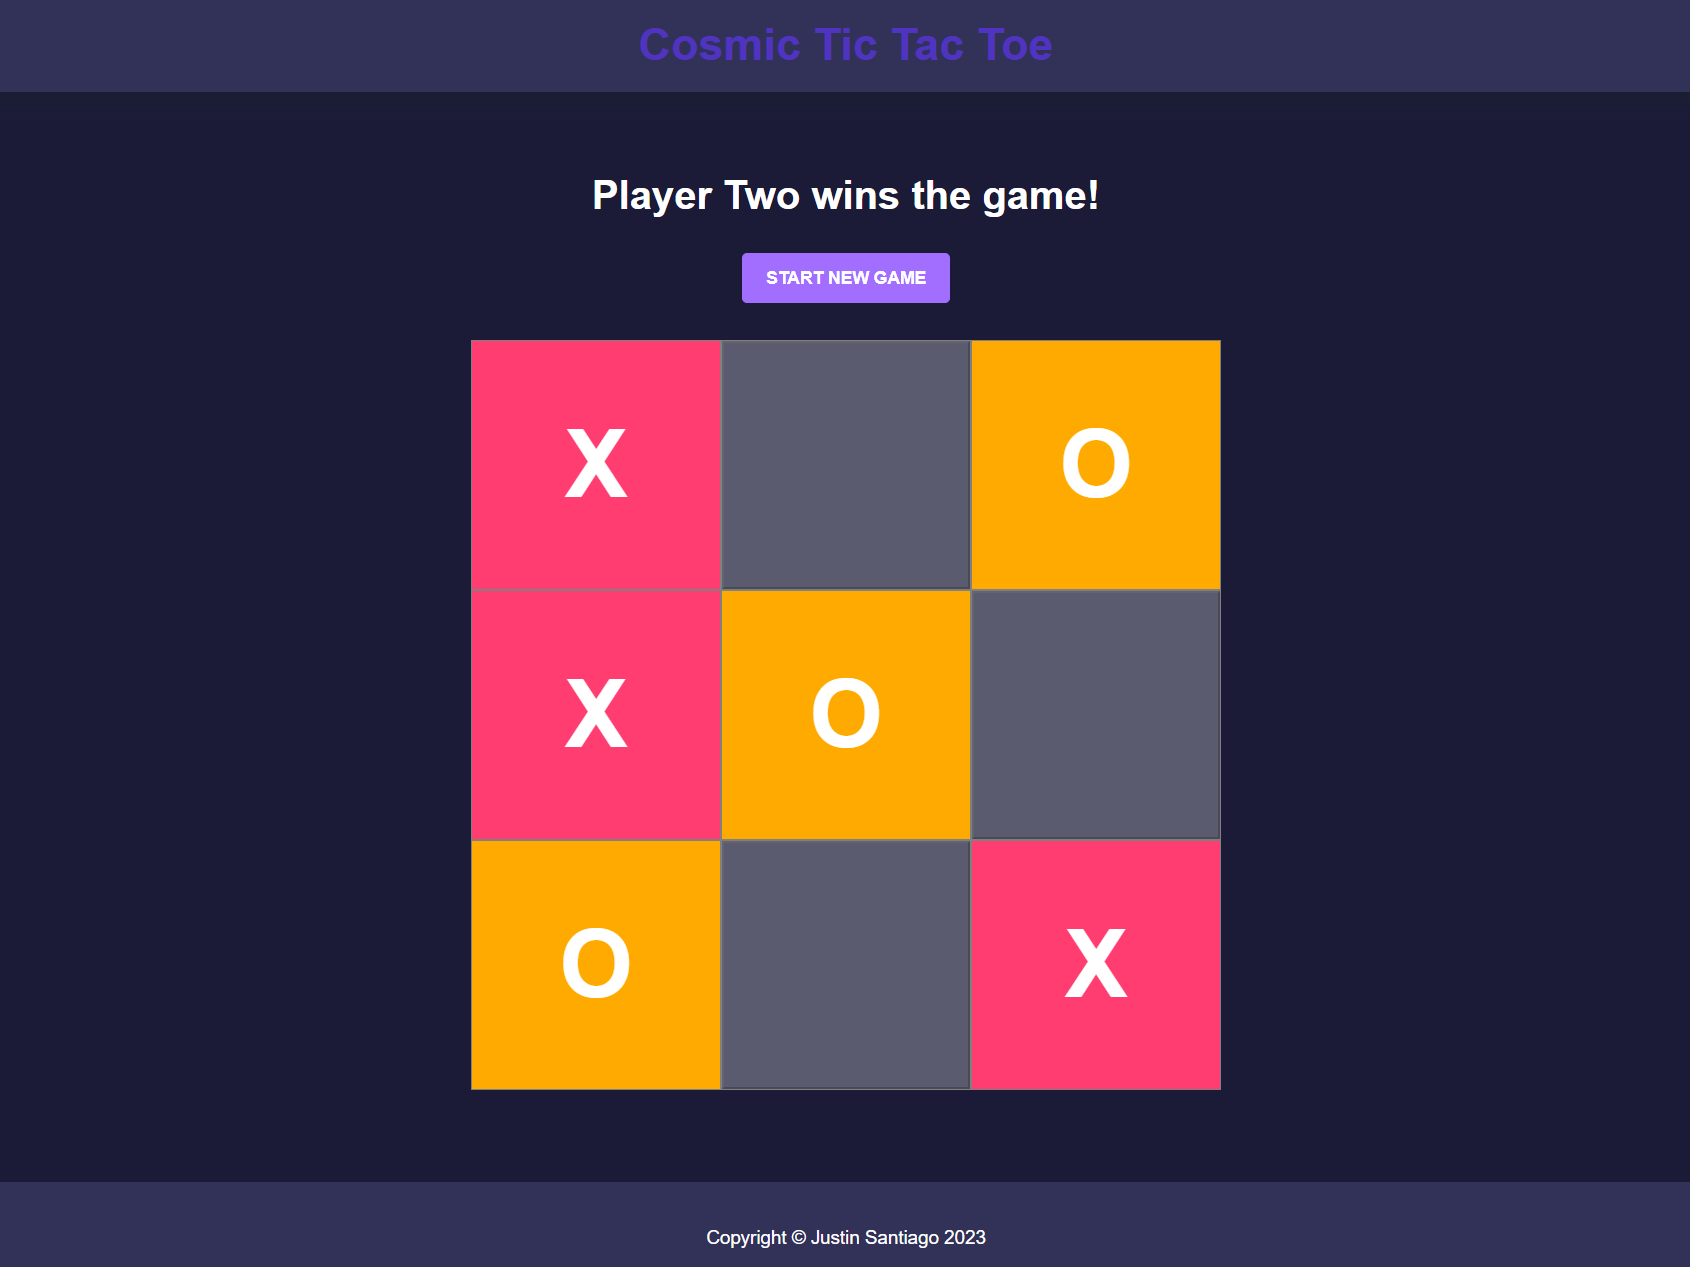 Cosmic Tic Tac Toe
Player Two wins the game!
START NEW GAME
X O
X O
O X
Copyright © Justin Santiago 2023